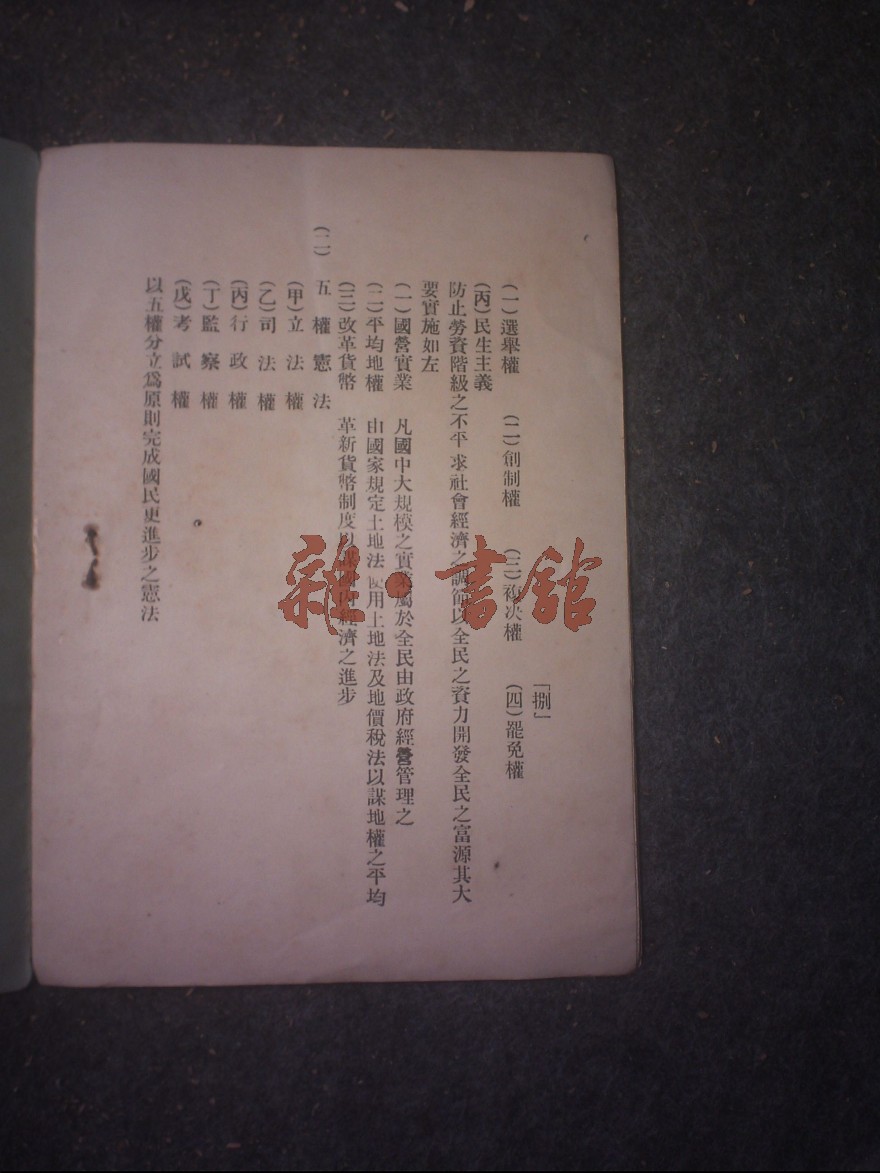 「捌」
（一）選舉權　（二）創制權　（三）複决權　（四）罷免權
（丙）民生主義
防止勞資階級之不平求社會經濟之調節以全民之資力開發全民之富源其大
要實施如左
（一）國營實業　凡國中大規模之實業屬於全民由政府經營管理之
（二）平均地權　由國家規定土地法使用土地法及地價稅法以謀地權之平均
（三）改革貨幣　革新貨幣制度以謀國內經濟之進步
（二）五權憲法
（甲）立法權
（乙）司法權
（丙）行政權
（丁）監察權
（戊）考試權
以五權分立爲原則完成國民更進步之憲法
雜·書館